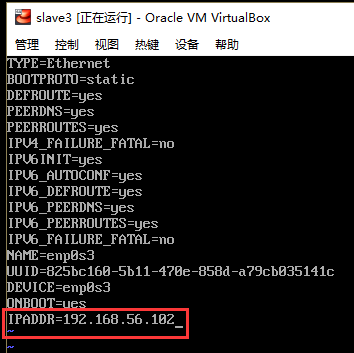 slave3 [正在运行] - Oracle VM VirtualBox
管理 控制 视图 热键 设备 帮助
TYPE=Ethernet
BOOTPROTO=static
DEFROUTE=yes
PEERDNS=yes
PEERROUTES=yes
IPV4_FAILURE_FATAL=no
IPV6INIT=yes
IPV6_AUTOCONF=yes
IPV6_DEFROUTE=yes
IPV6_PEERDNS=yes
IPV6_PEERROUTES=yes
IPV6_FAILURE_FATAL=no
NAME=enp0s3
UUID=825bc160-5b11-470e-858d-a79cb035141c
DEVICE=enp0s3
ONBOOT=yes
IPADDR=192.168.56.102_
~
~